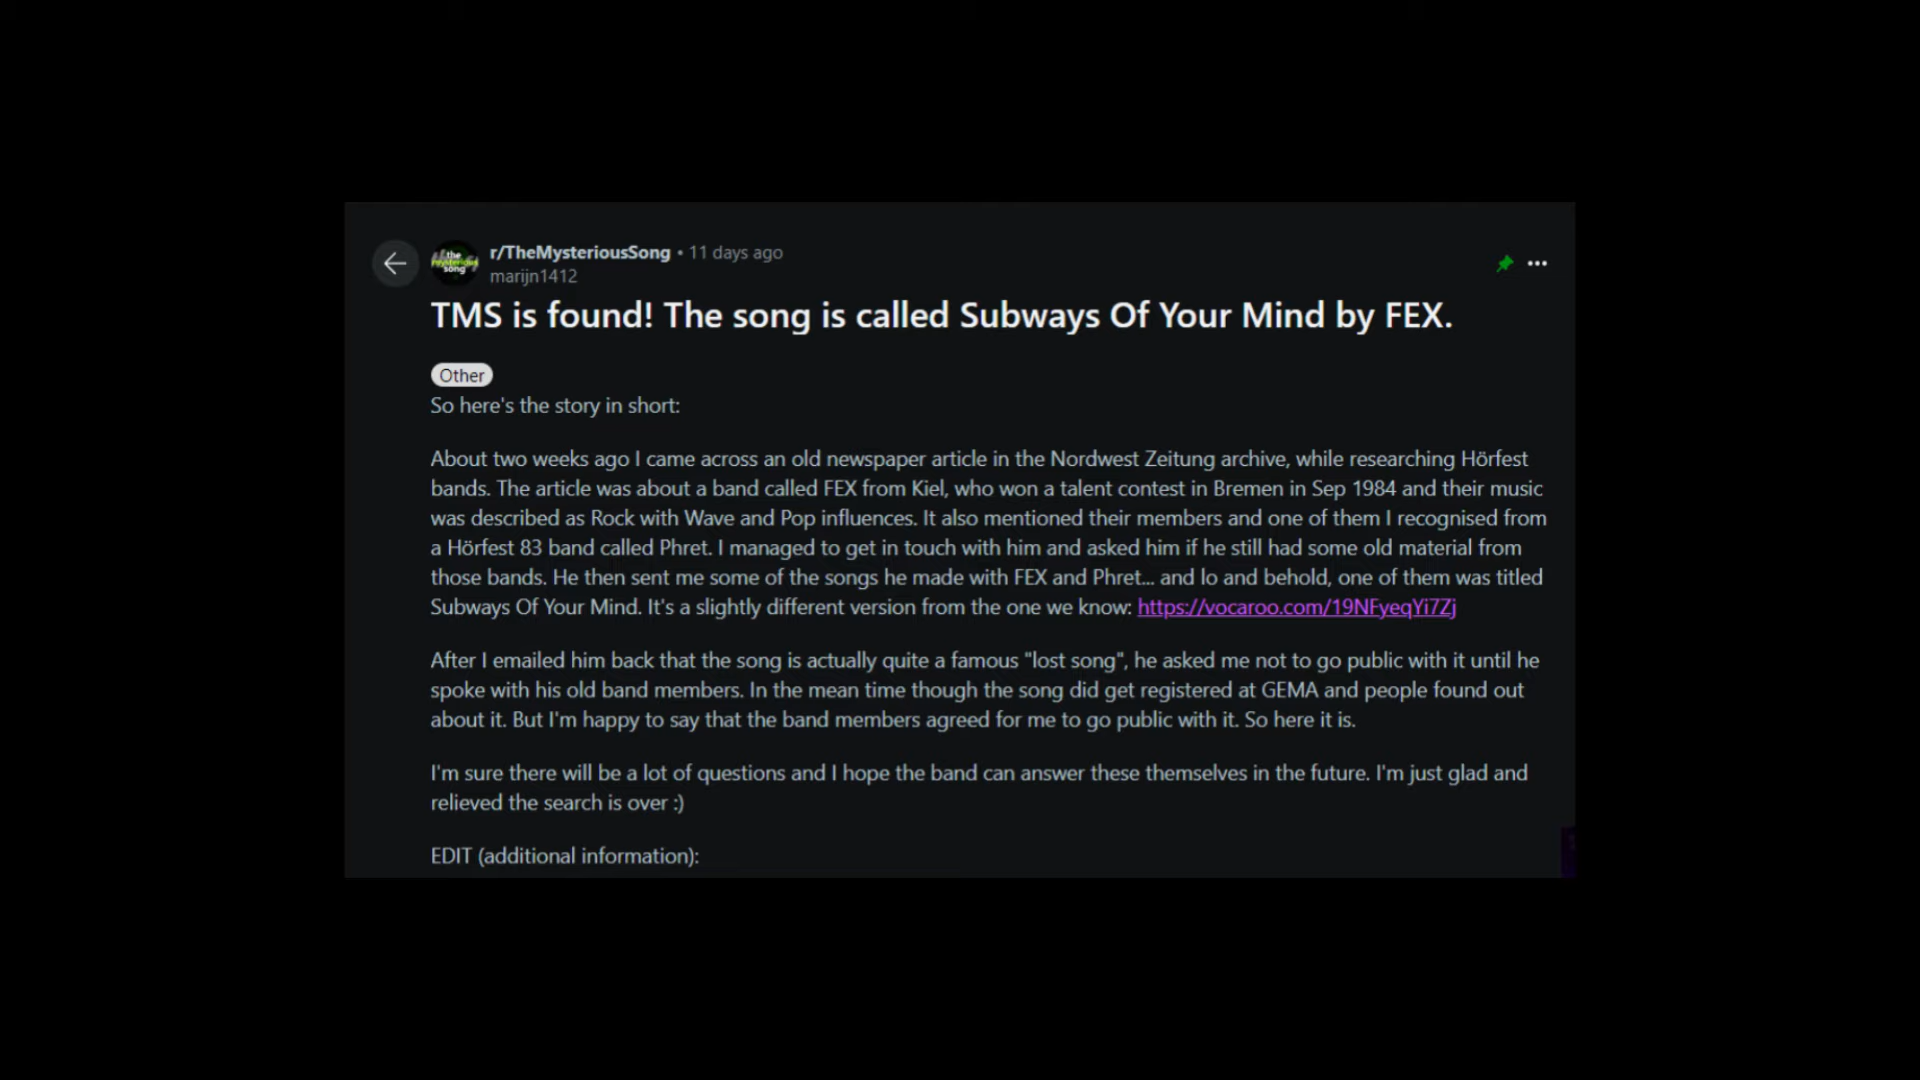 r/TheMysteriousSong • 11 days ago
the mysterious song
marijn1412
TMS is found! The song is called Subways Of Your Mind by FEX.
Other
So here's the story in short:
About two weeks ago I came across an old newspaper article in the Nordwest Zeitung archive, while researching Hörfest
bands. The article was about a band called FEX from Kiel, who won a talent contest in Bremen in Sep 1984 and their music
was described as Rock with Wave and Pop influences. It also mentioned their members and one of them I recognised from
a Hörfest 83 band called Phret. I managed to get in touch with him and asked him if he still had some old material from
those bands. He then sent me some of the songs he made with FEX and Phret... and lo and behold, one of them was titled
Subways Of Your Mind. It's a slightly different version from the one we know: https://vocaroo.com/19NFyeqYi7Zj
After I emailed him back that the song is actually quite a famous "lost song", he asked me not to go public with it until he
spoke with his old band members. In the mean time though the song did get registered at GEMA and people found out
about it. But I'm happy to say that the band members agreed for me to go public with it. So here it is.
I'm sure there will be a lot of questions and I hope the band can answer these themselves in the future. I'm just glad and
relieved the search is over :)
EDIT (additional information):